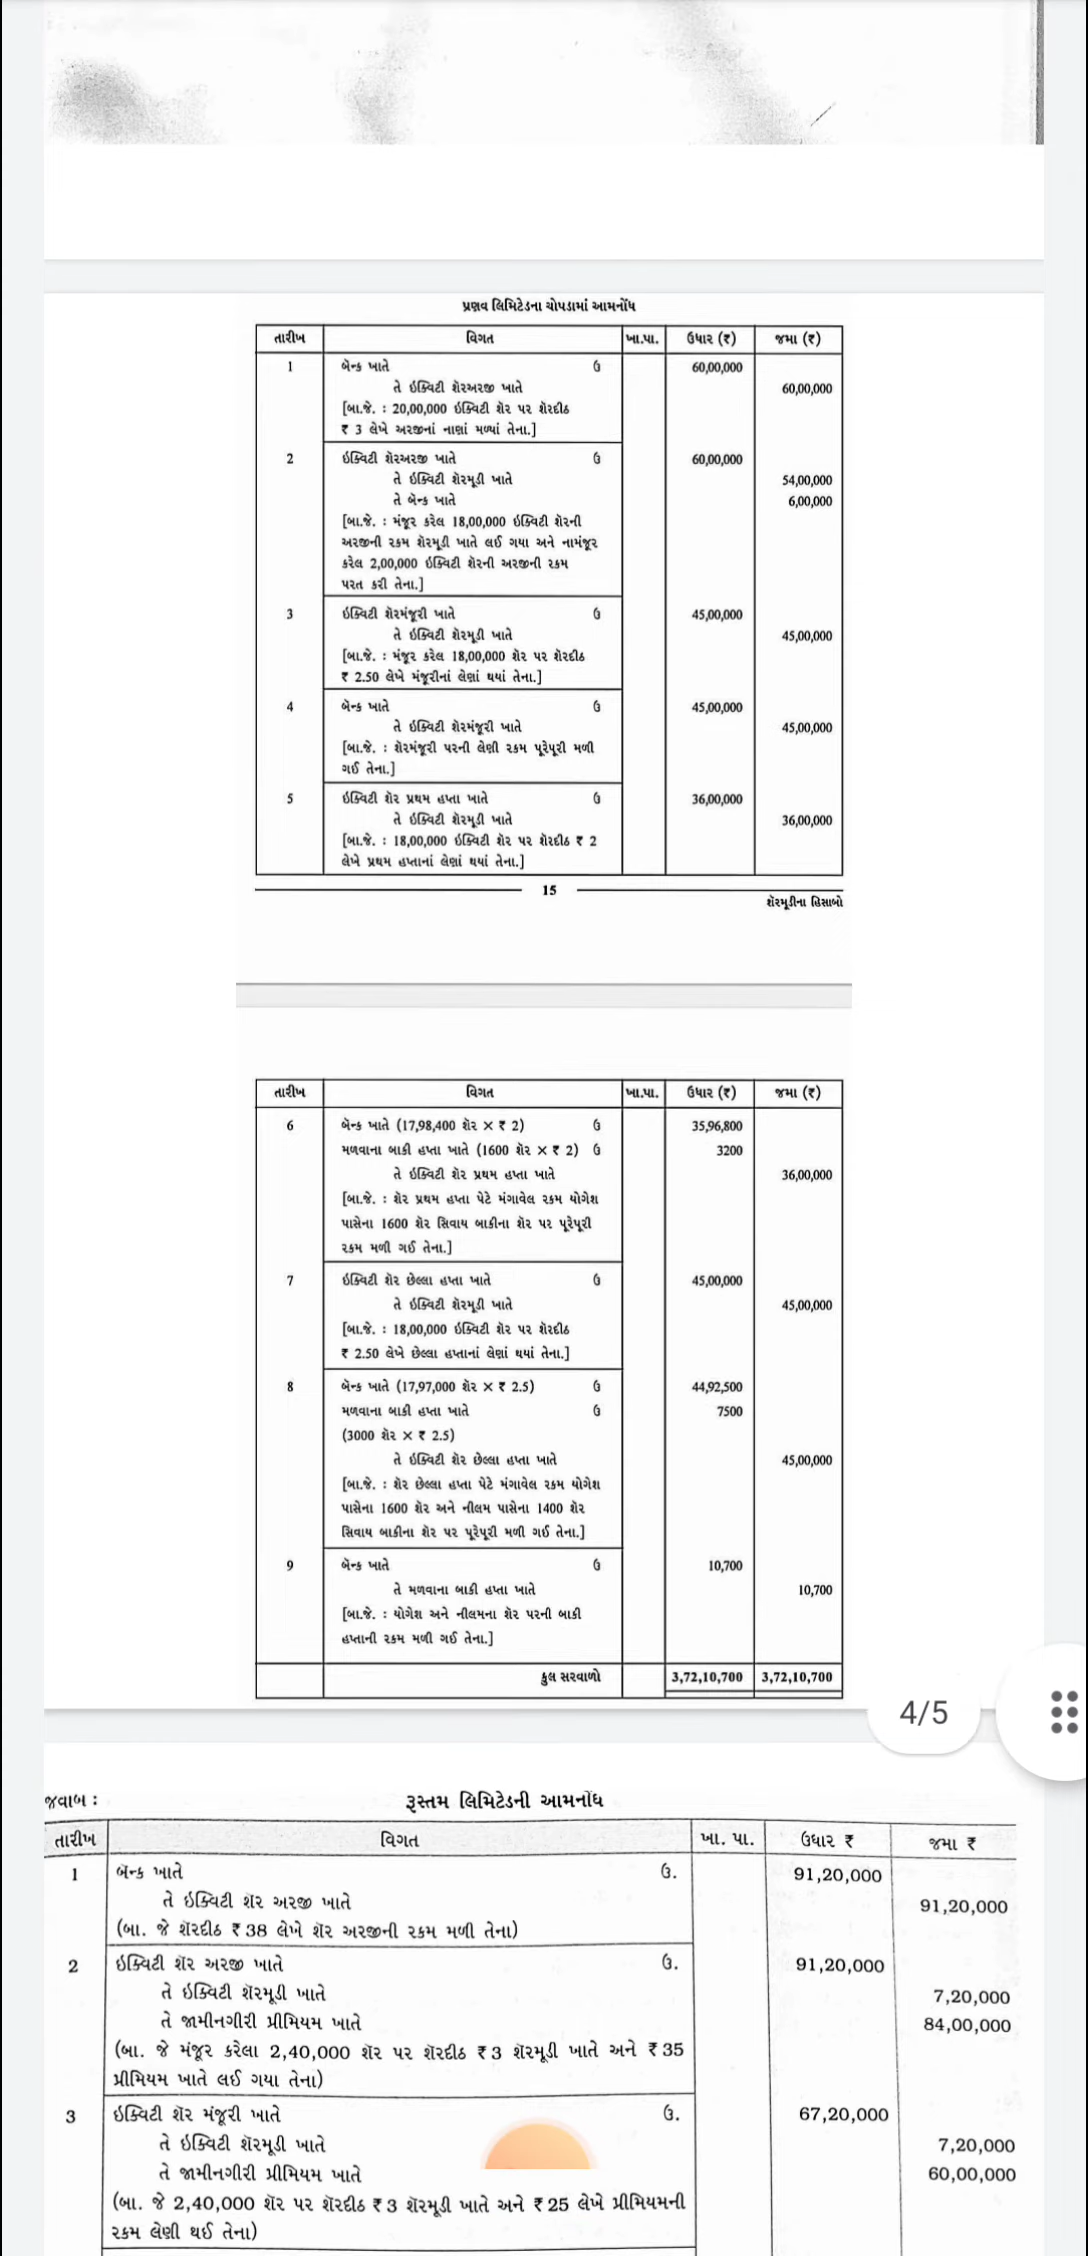 પ્રણવ લિમિટેડના ચોપડામાં આમનોંધ
તારીખ વિગત ખા.પા. ઉધાર (₹) જમા (₹)
1 બૅન્ક ખાતે ઉ 60,00,000
તે ઇક્વિટી શૅરઅરજી ખાતે 60,00,000
[બા.જે. : 20,00,000 ઇક્વિટી શૅર પર શૅરદીઠ
₹ 3 લેખે અરજીનાં નાણાં મળ્યાં તેના.]
2 ઇક્વિટી શૅરઅરજી ખાતે ઉ 60,00,000
તે ઇક્વિટી શૅરમૂડી ખાતે 54,00,000
તે બૅન્ક ખાતે 6,00,000
[બા.જે. : મંજૂર કરેલ 18,00,000 ઇક્વિટી શૅરની
અરજીની રકમ શૅરમૂડી ખાતે લઈ ગયા અને નામંજૂર
કરેલ 2,00,000 ઇક્વિટી શૅરની અરજીની રકમ
પરત કરી તેના.]
3 ઇક્વિટી શૅરમંજૂરી ખાતે ઉ 45,00,000
તે ઇક્વિટી શૅરમૂડી ખાતે 45,00,000
[બા.જે. : મંજૂર કરેલ 18,00,000 શૅર પર શૅરદીઠ
₹ 2.50 લેખે મંજૂરીનાં લેણાં થયાં તેના.]
4 બૅન્ક ખાતે ઉ 45,00,000
તે ઇક્વિટી શૅરમંજૂરી ખાતે 45,00,000
[બા.જે. : શૅરમંજૂરી પરની લેણી રકમ પૂરેપૂરી મળી
ગઈ તેના.]
5 ઇક્વિટી શૅર પ્રથમ હપ્તા ખાતે ઉ 36,00,000
તે ઇક્વિટી શૅરમૂડી ખાતે 36,00,000
[બા.જે. : 18,00,000 ઇક્વિટી શૅર પર શૅરદીઠ ₹ 2
લેખે પ્રથમ હપ્તાનાં લેણાં થયાં તેના.]
15
શૅરમૂડીના હિસાબો
તારીખ વિગત ખા.પા. ઉધાર (₹) જમા (₹)
6 બૅન્ક ખાતે (17,98,400 શૅર × ₹ 2) ઉ 35,96,800
મળવાના બાકી હપ્તા ખાતે (1600 શૅર × ₹ 2) ઉ 3200
તે ઇક્વિટી શૅર પ્રથમ હપ્તા ખાતે 36,00,000
[બા.જે. : શૅર પ્રથમ હપ્તા પેટે મંગાવેલ રકમ યોગેશ
પાસેના 1600 શૅર સિવાય બાકીના શૅર પર પૂરેપૂરી
રકમ મળી ગઈ તેના.]
7 ઇક્વિટી શૅર છેલ્લા હપ્તા ખાતે ઉ 45,00,000
તે ઇક્વિટી શૅરમૂડી ખાતે 45,00,000
[બા.જે. : 18,00,000 ઇક્વિટી શૅર પર શૅરદીઠ
₹ 2.50 લેખે છેલ્લા હપ્તાનાં લેણાં થયાં તેના.]
8 બૅન્ક ખાતે (17,97,000 શૅર × ₹ 2.5) ઉ 44,92,500
મળવાના બાકી હપ્તા ખાતે ઉ 7500
(3000 શૅર × ₹ 2.5)
તે ઇક્વિટી શૅર છેલ્લા હપ્તા ખાતે 45,00,000
[બા.જે. : શૅર છેલ્લા હપ્તા પેટે મંગાવેલ રકમ યોગેશ
પાસેના 1600 શૅર અને નીલમ પાસેના 1400 શૅર
સિવાય બાકીના શૅર પર પૂરેપૂરી મળી ગઈ તેના.]
9 બૅન્ક ખાતે ઉ 10,700
તે મળવાના બાકી હપ્તા ખાતે 10,700
[બા.જે. : યોગેશ અને નીલમના શૅર પરની બાકી
હપ્તાની રકમ મળી ગઈ તેના.]
કુલ સરવાળો 3,72,10,700 3,72,10,700
4/5
જવાબ : રૂસ્તમ લિમિટેડની આમનોંધ
તારીખ વિગત ખા. પા. ઉધાર ₹ જમા ₹
1 બૅન્ક ખાતે ઉ. 91,20,000
તે ઇક્વિટી શૅર અરજી ખાતે 91,20,000
(બા. જે શૅરદીઠ ₹ 38 લેખે શૅર અરજીની રકમ મળી તેના)
2 ઇક્વિટી શૅર અરજી ખાતે ઉ. 91,20,000
તે ઇક્વિટી શૅરમૂડી ખાતે 7,20,000
તે જામીનગીરી પ્રીમિયમ ખાતે 84,00,000
(બા. જે મંજૂર કરેલા 2,40,000 શૅર પર શૅરદીઠ ₹ 3 શૅરમૂડી ખાતે અને ₹ 35
પ્રીમિયમ ખાતે લઈ ગયા તેના)
3 ઇક્વિટી શૅર મંજૂરી ખાતે ઉ. 67,20,000
તે ઇક્વિટી શૅરમૂડી ખાતે 7,20,000
તે જામીનગીરી પ્રીમિયમ ખાતે 60,00,000
(બા. જે 2,40,000 શૅર પર શૅરદીઠ ₹ 3 શૅરમૂડી ખાતે અને ₹ 25 લેખે પ્રીમિયમની
રકમ લેણી થઈ તેના)